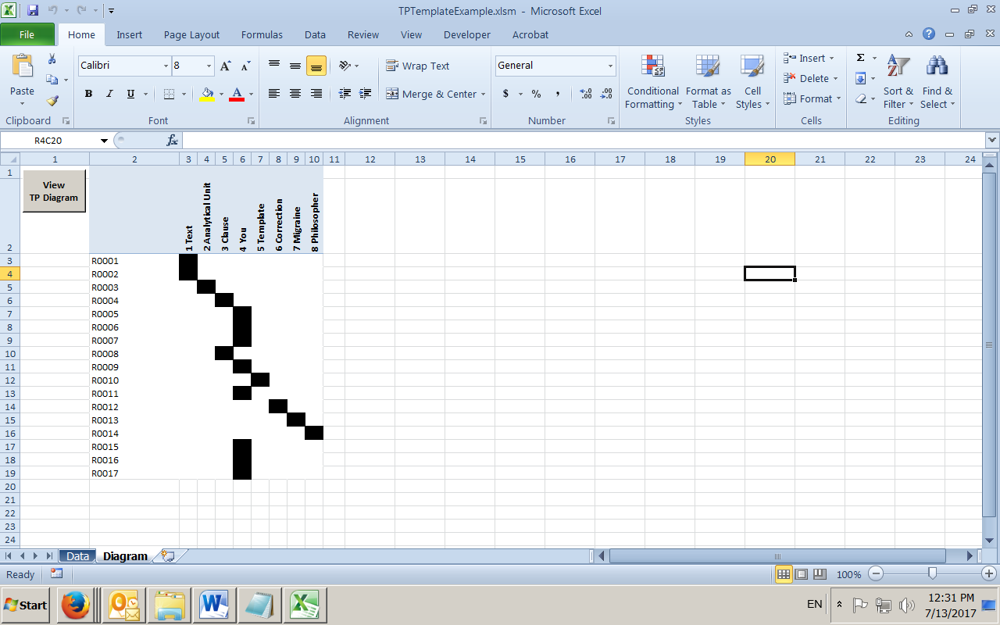 TPTemplateExample.xlsm - Microsoft Excel
File Home Insert Page Layout Formulas Data Review View Developer Acrobat
Paste
Clipboard
Calibri 8
B I U
Font
Wrap Text
Merge & Center
Alignment
General
$ % ,
Number
Conditional Formatting
Format as Table
Cell Styles
Styles
Insert
Delete
Format
Cells
Sort & Filter
Find & Select
Editing
R4C20
fx
1 2 3 4 5 6 7 8 9 10 11 12 13 14 15 16 17 18 19 20 21 22 23 24
1
View
TP Diagram
2 1 Text 2 Analytical Unit 3 Clause 4 You 5 Template 6 Correction 7 Migraine 8 Philosopher
3 R0001
4 R0002
5 R0003
6 R0004
7 R0005
8 R0006
9 R0007
10 R0008
11 R0009
12 R0010
13 R0011
14 R0012
15 R0013
16 R0014
17 R0015
18 R0016
19 R0017
20
21
22
23
24
Data Diagram
Ready 100%
Start EN 12:31 PM
7/13/2017